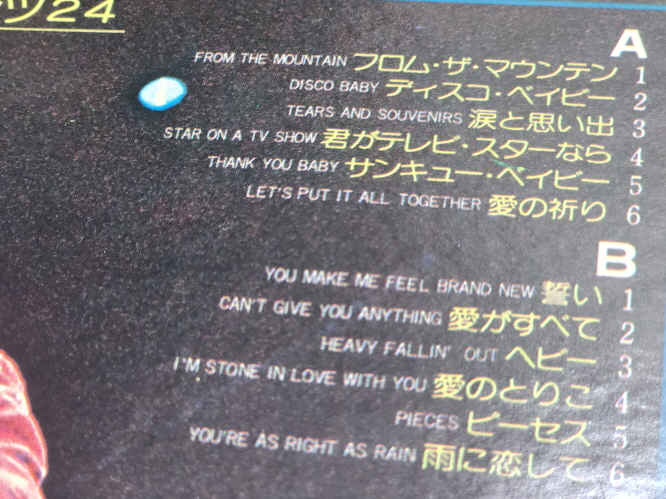 ツ24
A
FROM THE MOUNTAIN フロム・ザ・マウンテン 1
DISCO BABY ディスコ・ベイビー 2
TEARS AND SOUVENIRS 涙と思い出 3
STAR ON A TV SHOW 君がテレビ・スターなら 4
THANK YOU BABY サンキュー・ベイビー 5
LET'S PUT IT ALL TOGETHER 愛の祈り 6
B
YOU MAKE ME FEEL BRAND NEW 誓い 1
CAN'T GIVE YOU ANYTHING 愛がすべて 2
HEAVY FALLIN' OUT ヘビー 3
I'M STONE IN LOVE WITH YOU 愛のとりこ 4
PIECES ピーセス 5
YOU'RE AS RIGHT AS RAIN 雨に恋して 6